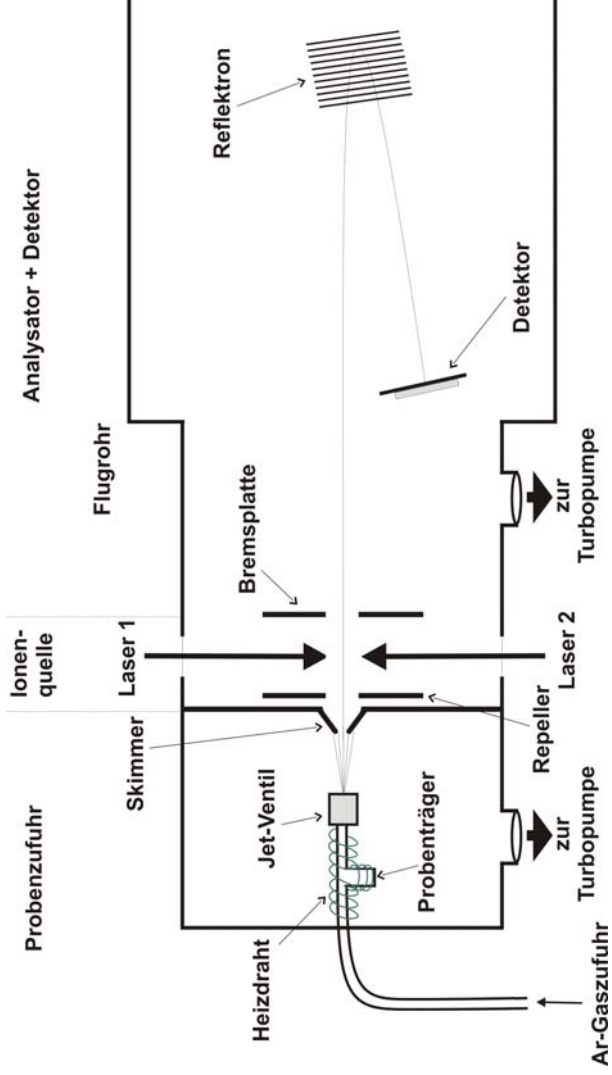 Probenzufuhr
Ionen-
quelle
Analysator + Detektor
Skimmer
Laser 1
Flugrohr
Heizdraht
Jet-Ventil
Bremsplatte
Reflektron
Probenträger
Repeller
Detektor
Laser 2
Ar-Gaszufuhr
zur
Turbopumpe
zur
Turbopumpe